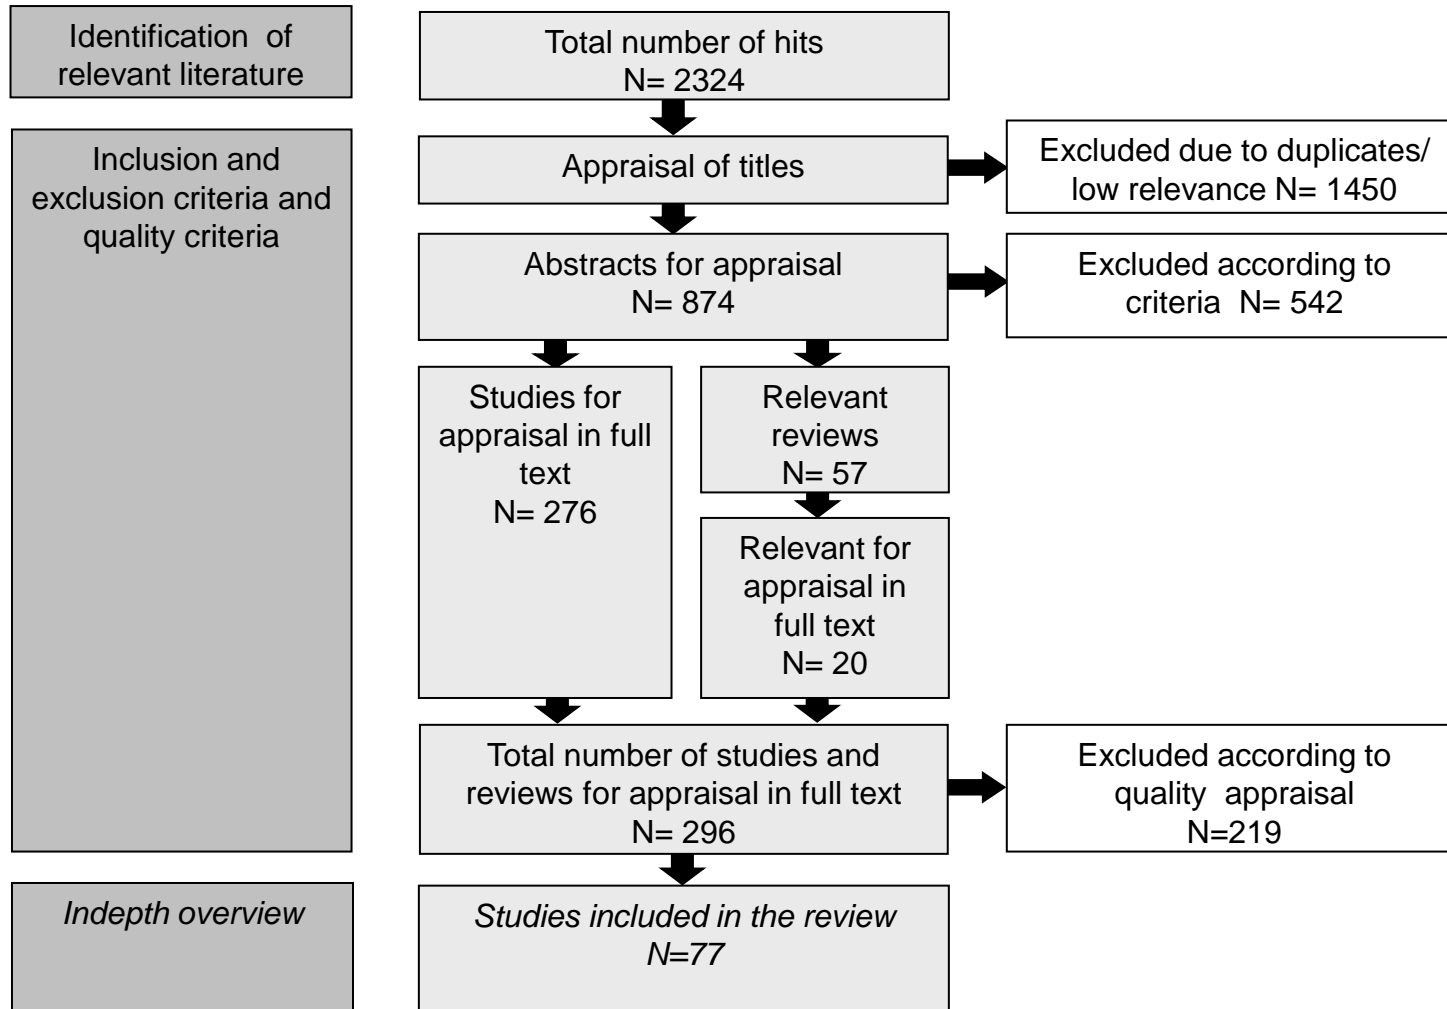 Identification of
relevant literature
Total number of hits
N= 2324
Inclusion and
exclusion criteria and
quality criteria
Appraisal of titles
Excluded due to duplicates/
low relevance N= 1450
Abstracts for appraisal
N= 874
Excluded according to
criteria N= 542
Studies for
appraisal in full
text
N= 276
Relevant
reviews
N= 57
Relevant for
appraisal in
full text
N= 20
Total number of studies and
reviews for appraisal in full text
N= 296
Excluded according to
quality appraisal
N=219
Indepth overview
Studies included in the review
N=77